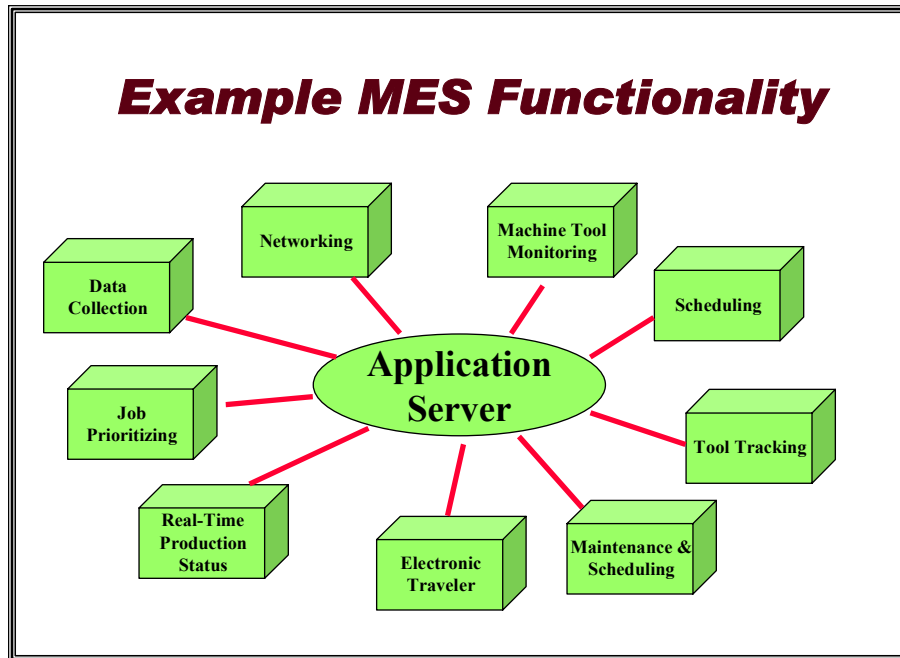 Example MES Functionality
Networking
Machine Tool
Monitoring
Data
Collection
Scheduling
Application
Server
Job
Prioritizing
Tool Tracking
Real-Time
Production
Status
Electronic
Traveler
Maintenance &
Scheduling